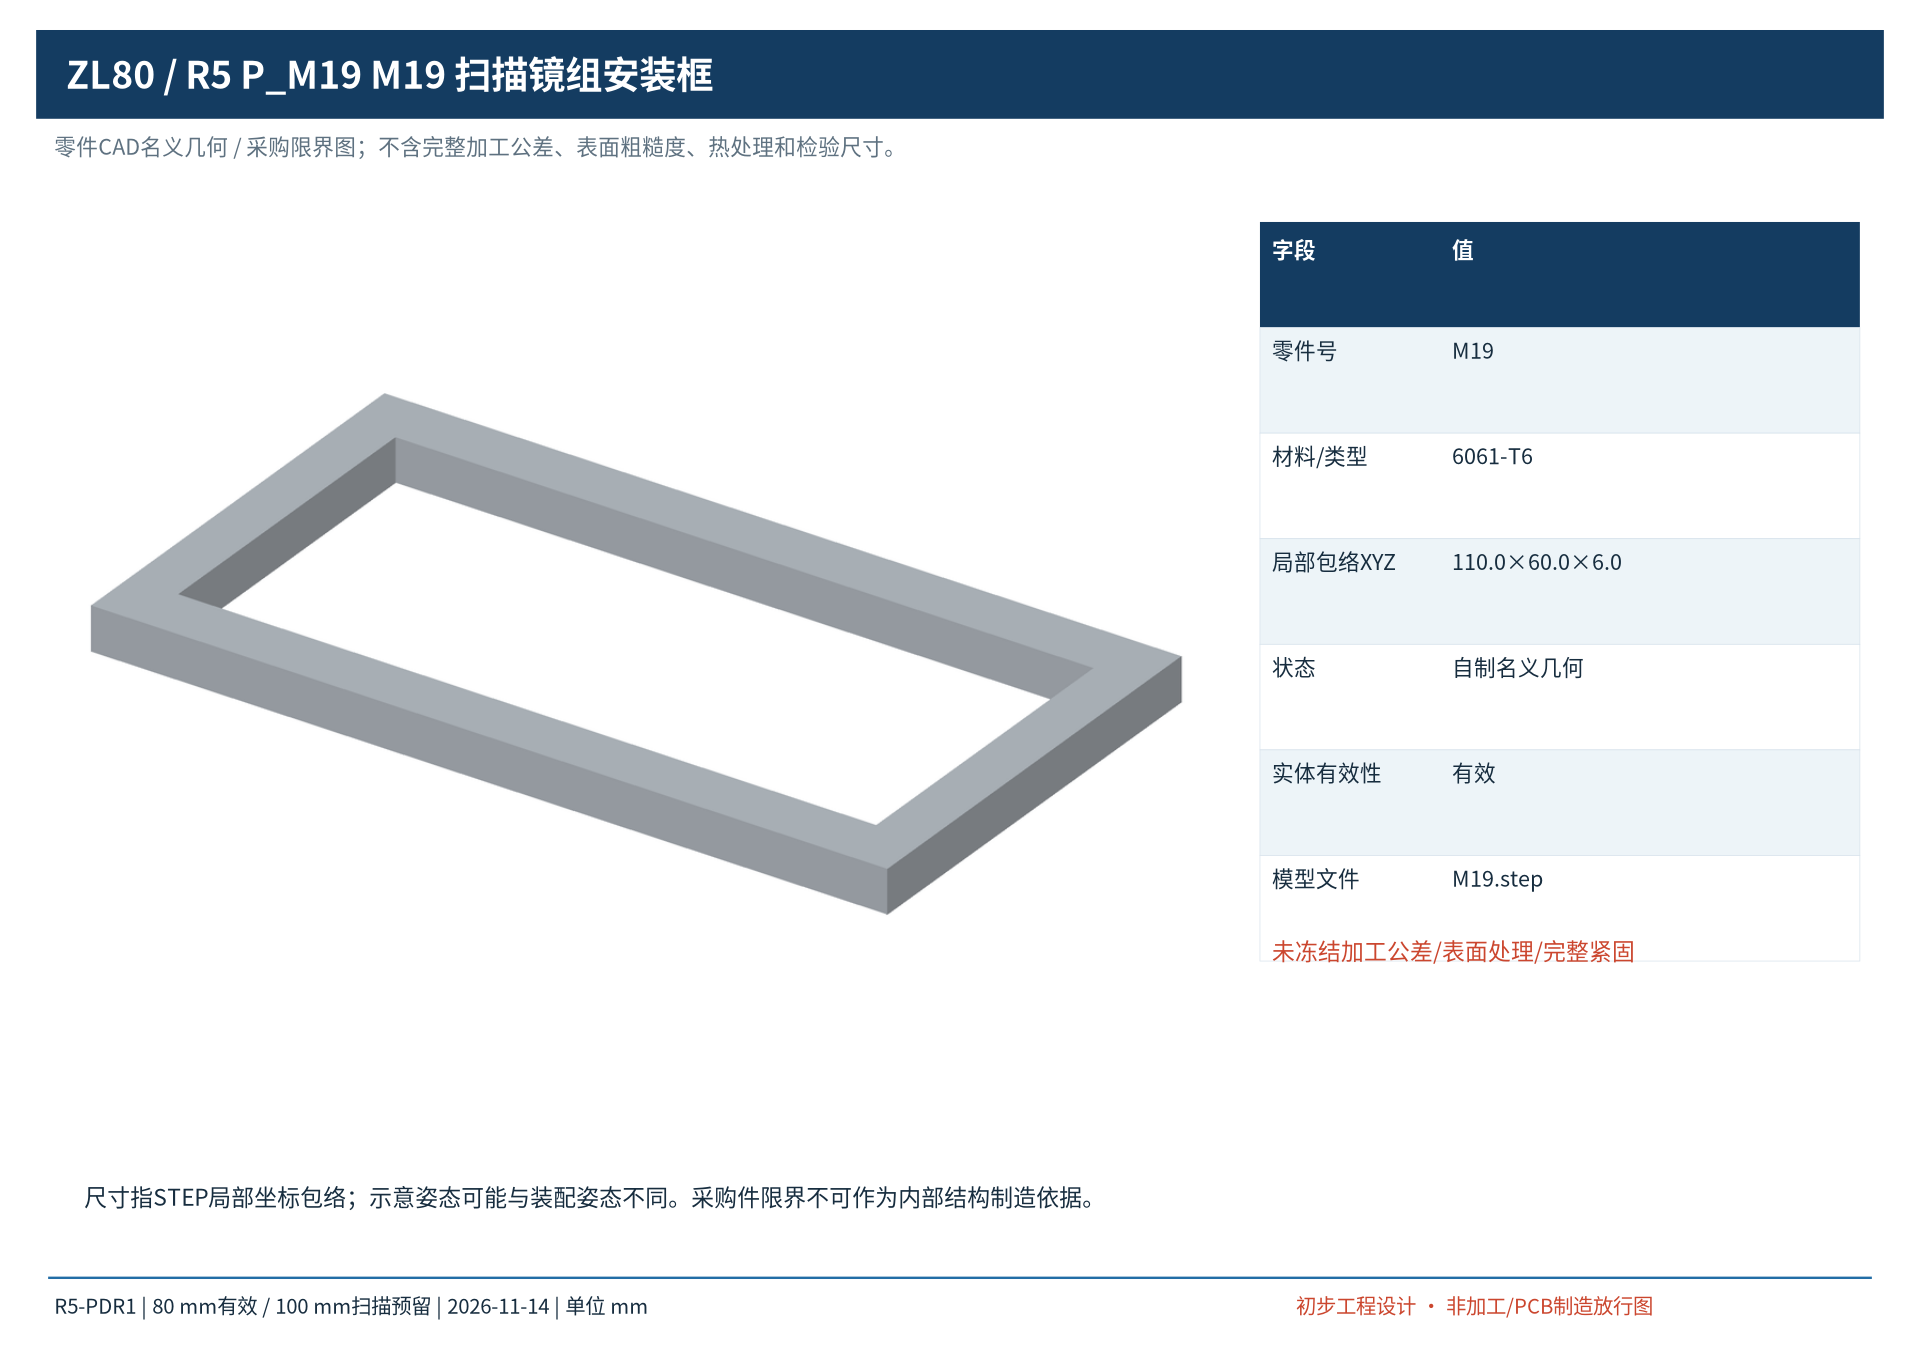 ZL80 / R5 P_M19 M19 扫描镜组安装框
零件CAD名义几何 / 采购限界图；不含完整加工公差、表面粗糙度、热处理和检验尺寸。
字段 值
零件号 M19
材料/类型 6061-T6
局部包络XYZ 110.0×60.0×6.0
状态 自制名义几何
实体有效性 有效
模型文件 M19.step
未冻结加工公差/表面处理/完整紧固
尺寸指STEP局部坐标包络；示意姿态可能与装配姿态不同。采购件限界不可作为内部结构制造依据。
R5-PDR1 | 80 mm有效 / 100 mm扫描预留 | 2026-11-14 | 单位 mm
初步工程设计 · 非加工/PCB制造放行图